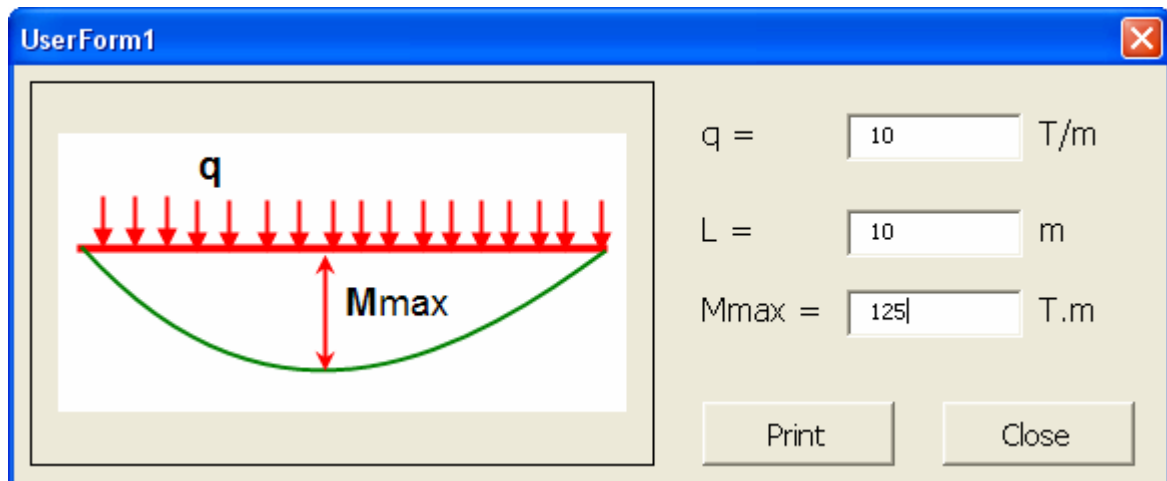 UserForm1
q
Mmax
q = 10 T/m
L = 10 m
Mmax = 125 T.m
Print Close